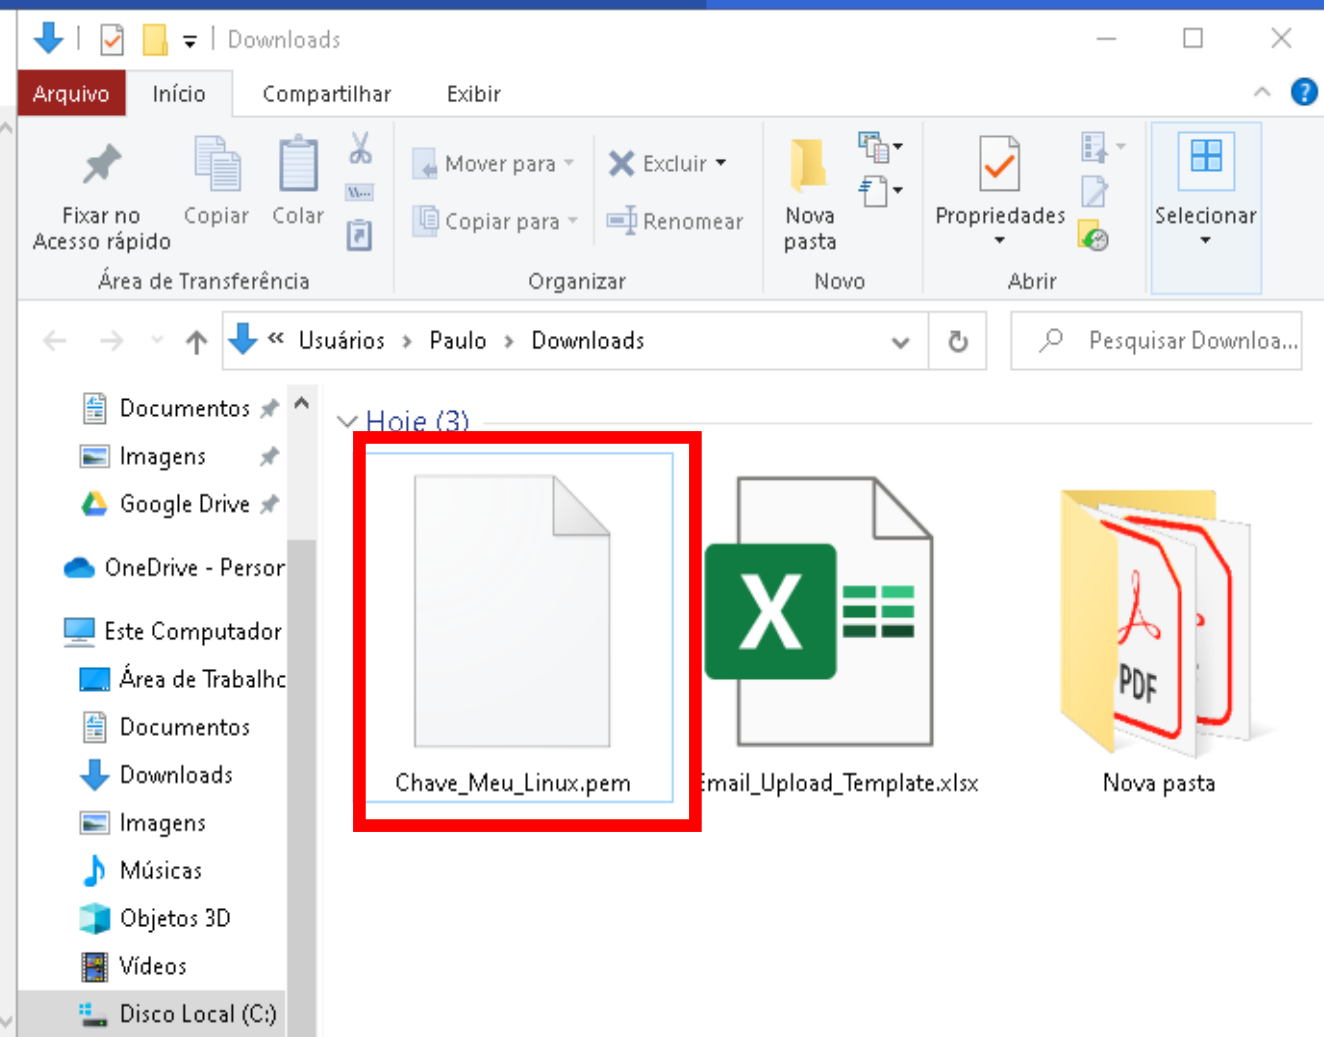 Downloads
Arquivo Início Compartilhar Exibir
Fixar no Acesso rápido
Copiar
Colar
Mover para
Copiar para
Excluir
Renomear
Nova pasta
Propriedades
Selecionar
Área de Transferência
Organizar
Novo
Abrir
« Usuários > Paulo > Downloads
Pesquisar Downloa...
Documentos
Imagens
Google Drive
OneDrive - Person
Este Computador
Área de Trabalho
Documentos
Downloads
Imagens
Músicas
Objetos 3D
Vídeos
Disco Local (C:)
Hoje (3)
Chave_Meu_Linux.pem
X
Email_Upload_Template.xlsx
PDF
Nova pasta